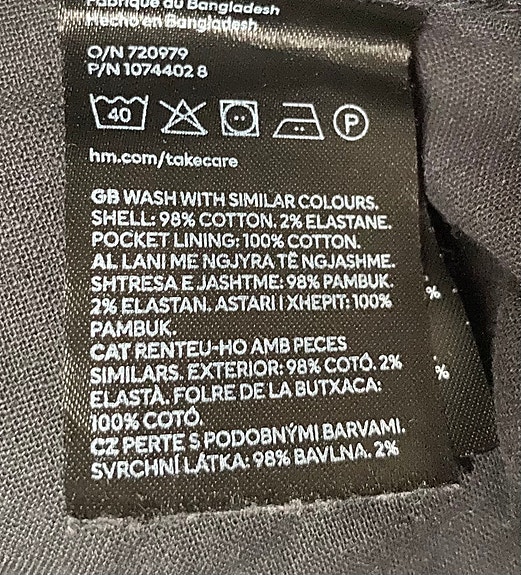 Fabriqué au Bangladesh
Hecho en Bangladesh
O/N 720979
P/N 1074402 8
40
P
hm.com/takecare
GB WASH WITH SIMILAR COLOURS.
SHELL: 98% COTTON. 2% ELASTANE.
POCKET LINING: 100% COTTON.
AL LANI ME NGJYRA TË NGJASHME.
SHTRESA E JASHTME: 98% PAMBUK.
2% ELASTAN. ASTARI I XHEPIT: 100%
PAMBUK.
CAT RENTEU-HO AMB PECES
SIMILARS. EXTERIOR: 98% COTÓ. 2%
ELASTÀ. FOLRE DE LA BUTXACA:
100% COTÓ.
CZ PERTE S PODOBNÝMI BARVAMI.
SVRCHNÍ LÁTKA: 98% BAVLNA. 2%
%
%